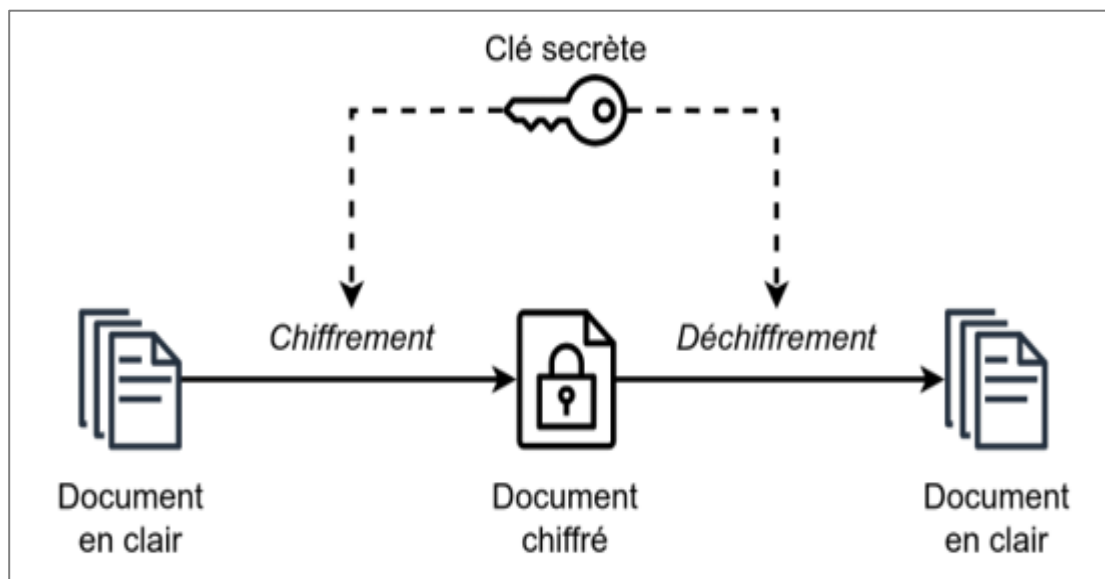 Clé secrète
Chiffrement
Déchiffrement
Document
en clair
Document
chiffré
Document
en clair